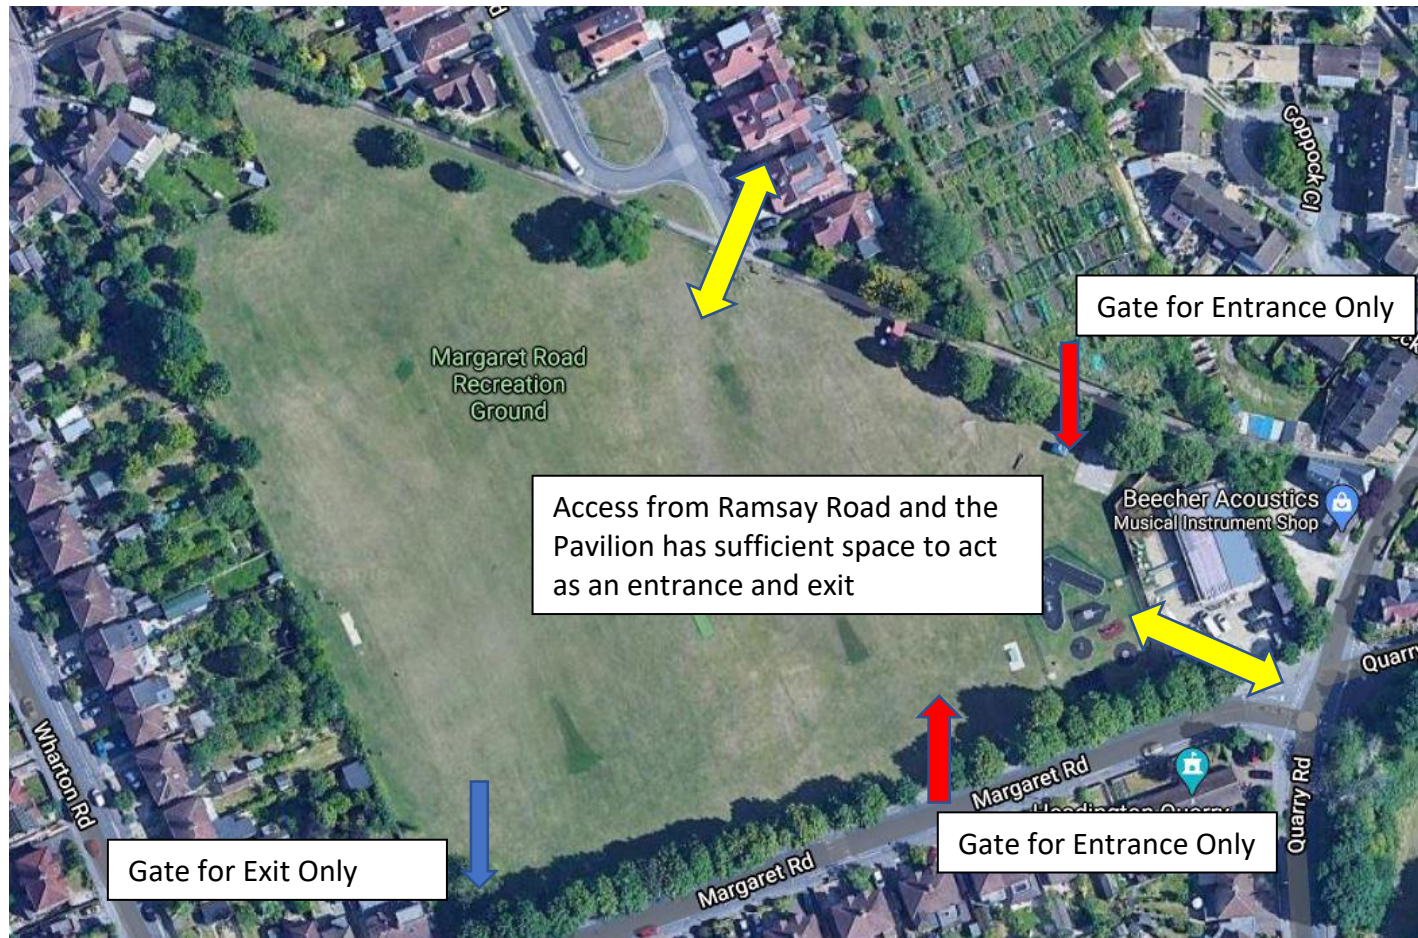 d
Coppock Cl
Gate for Entrance Only
Margaret Road
Recreation
Ground
Access from Ramsay Road and the
Pavilion has sufficient space to act
as an entrance and exit
Beecher Acoustics
Musical Instrument Shop
Quarry
Wharton Rd
Margaret Rd
Headington Quarry
Quarry Rd
Gate for Entrance Only
Gate for Exit Only
Margaret Rd